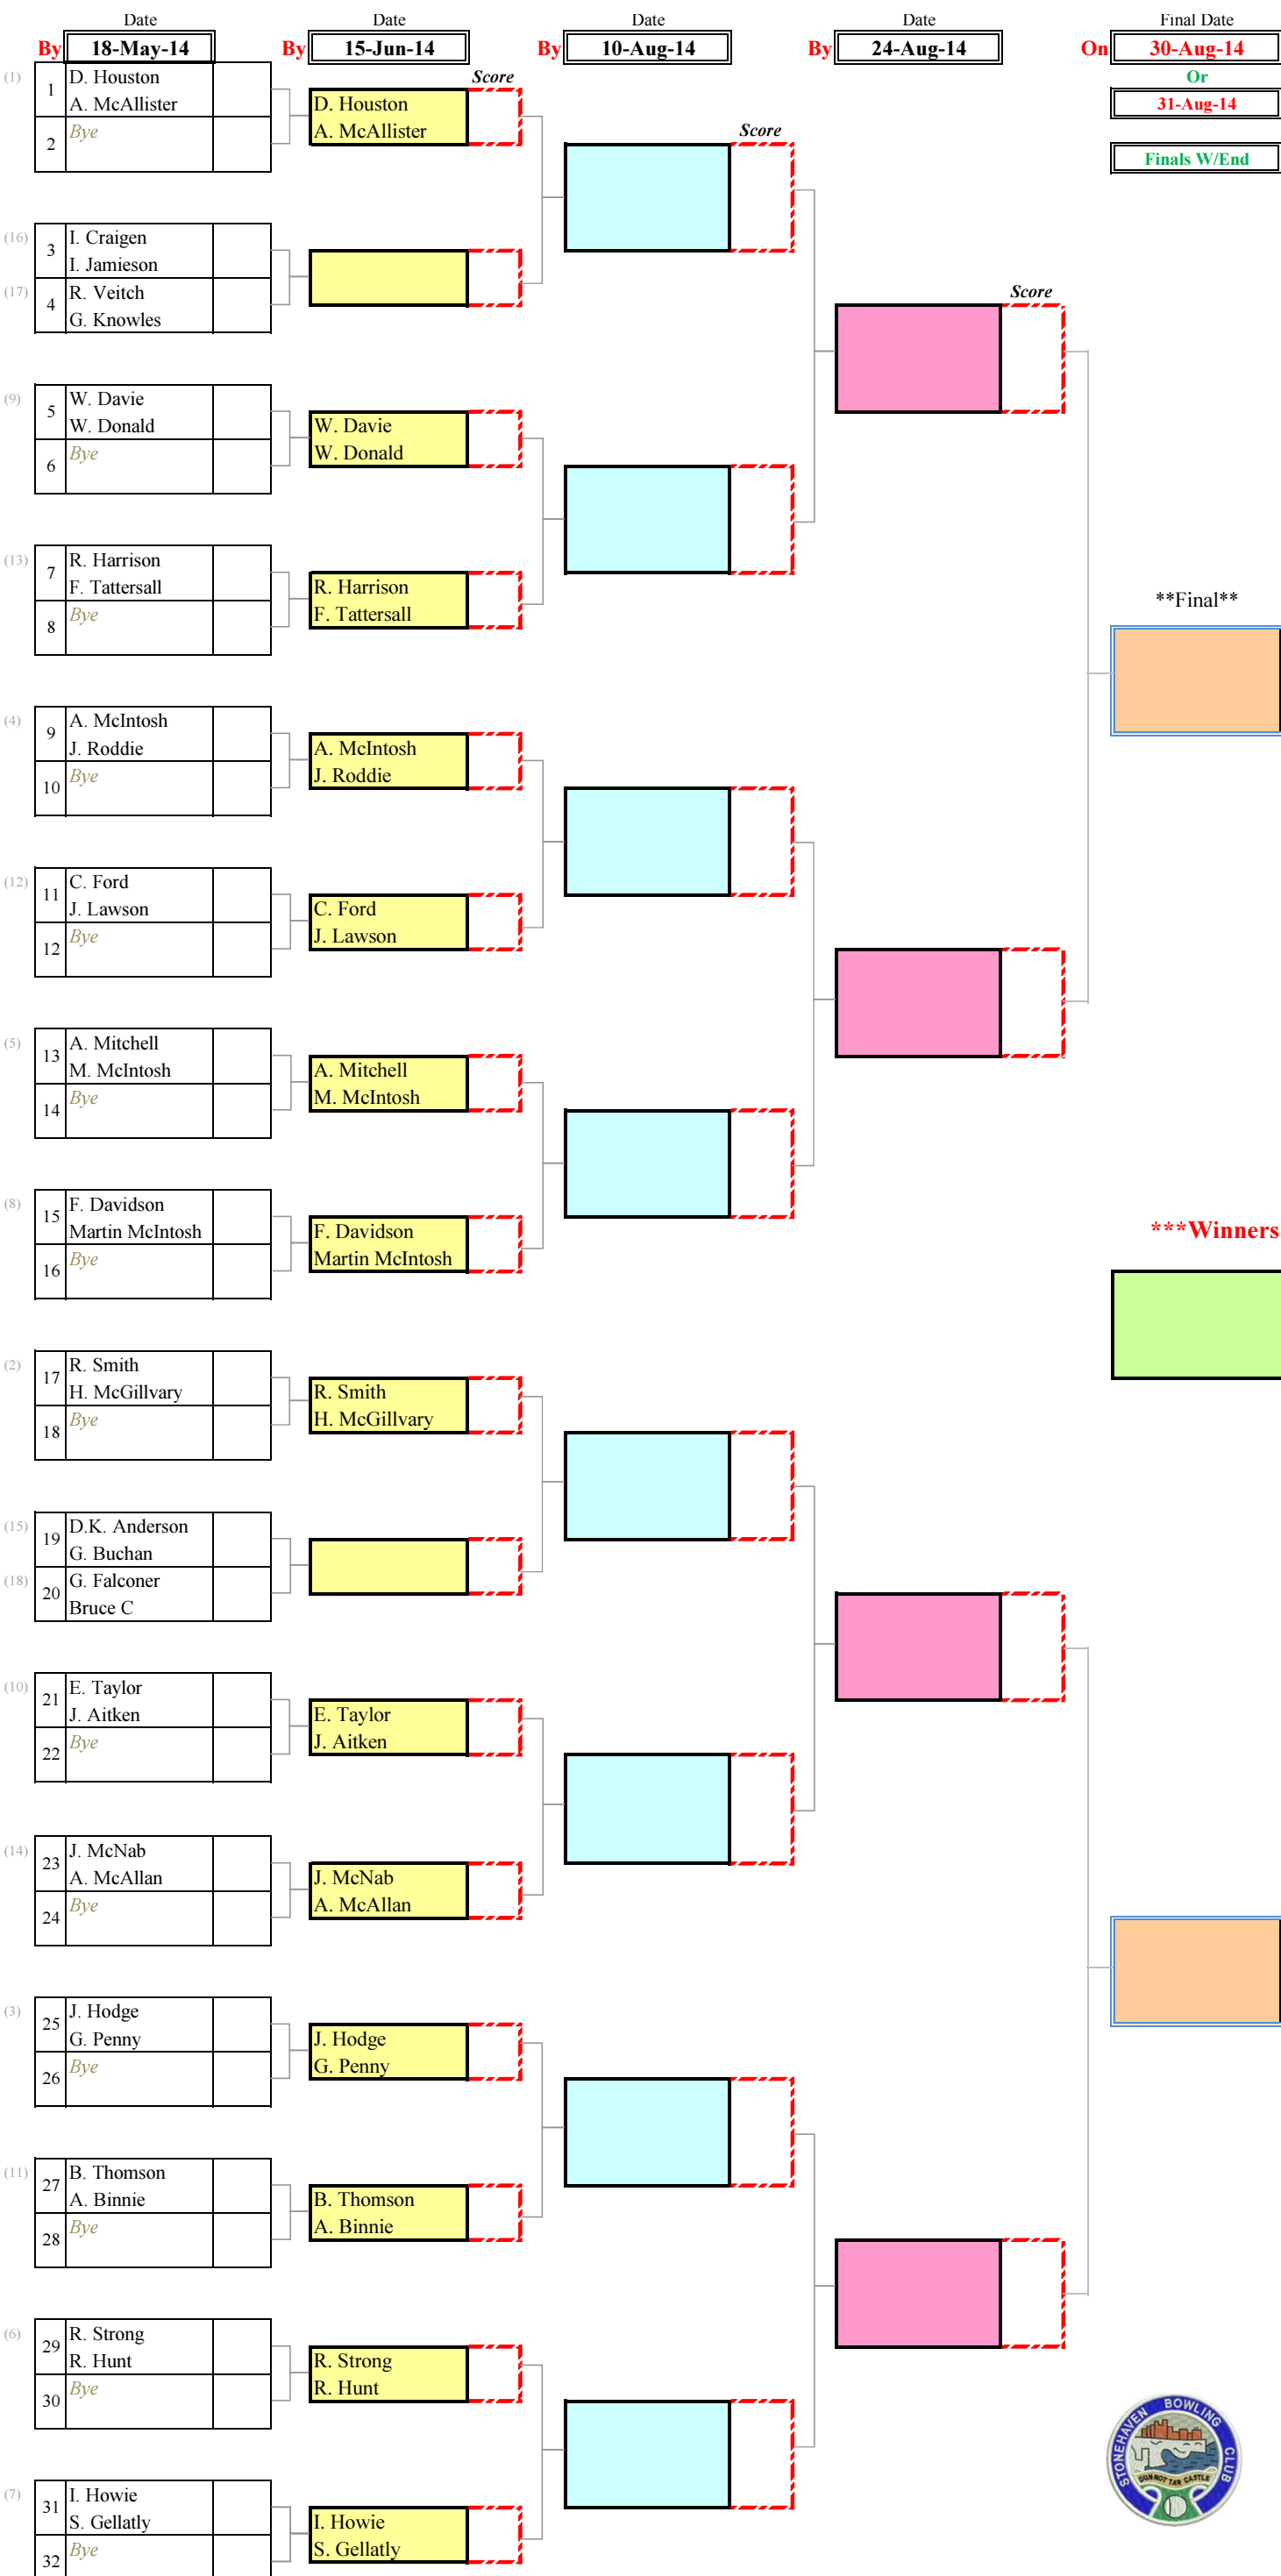 Date Date Date Date Final Date
By 18-May-14 By 15-Jun-14 By 10-Aug-14 By 24-Aug-14 On 30-Aug-14
Or
31-Aug-14
Finals W/End
Score
Score
Score
(1) 1 D. Houston
A. McAllister
2 Bye
D. Houston
A. McAllister
(16) 3 I. Craigen
I. Jamieson
(17) 4 R. Veitch
G. Knowles
(9) 5 W. Davie
W. Donald
6 Bye
W. Davie
W. Donald
(13) 7 R. Harrison
F. Tattersall
8 Bye
R. Harrison
F. Tattersall
**Final**
(4) 9 A. McIntosh
J. Roddie
10 Bye
A. McIntosh
J. Roddie
(12) 11 C. Ford
J. Lawson
12 Bye
C. Ford
J. Lawson
(5) 13 A. Mitchell
M. McIntosh
14 Bye
A. Mitchell
M. McIntosh
(8) 15 F. Davidson
Martin McIntosh
16 Bye
F. Davidson
Martin McIntosh
***Winners
(2) 17 R. Smith
H. McGillvary
18 Bye
R. Smith
H. McGillvary
(15) 19 D.K. Anderson
G. Buchan
(18) 20 G. Falconer
Bruce C
(10) 21 E. Taylor
J. Aitken
22 Bye
E. Taylor
J. Aitken
(14) 23 J. McNab
A. McAllan
24 Bye
J. McNab
A. McAllan
(3) 25 J. Hodge
G. Penny
26 Bye
J. Hodge
G. Penny
(11) 27 B. Thomson
A. Binnie
28 Bye
B. Thomson
A. Binnie
(6) 29 R. Strong
R. Hunt
30 Bye
R. Strong
R. Hunt
(7) 31 I. Howie
S. Gellatly
32 Bye
I. Howie
S. Gellatly
STONEHAVEN BOWLING CLUB
DUNNOTTAR CASTLE